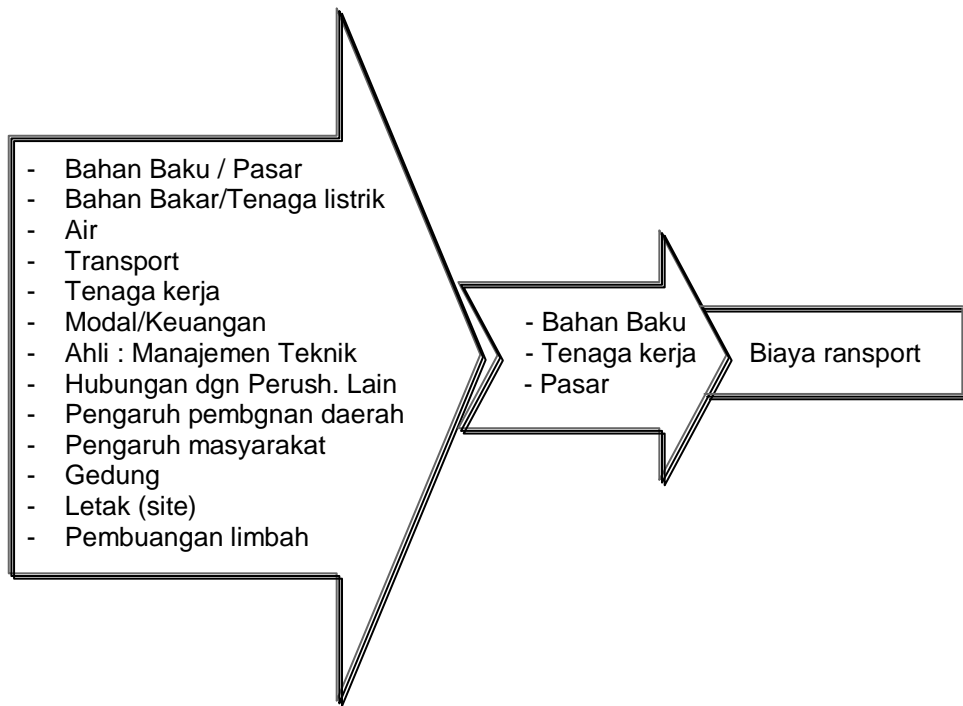 - Bahan Baku / Pasar
- Bahan Bakar/Tenaga listrik
- Air
- Transport
- Tenaga kerja
- Modal/Keuangan
- Ahli : Manajemen Teknik
- Hubungan dgn Perush. Lain
- Pengaruh pembgnan daerah
- Pengaruh masyarakat
- Gedung
- Letak (site)
- Pembuangan limbah
- Bahan Baku
- Tenaga kerja
- Pasar
Biaya ransport